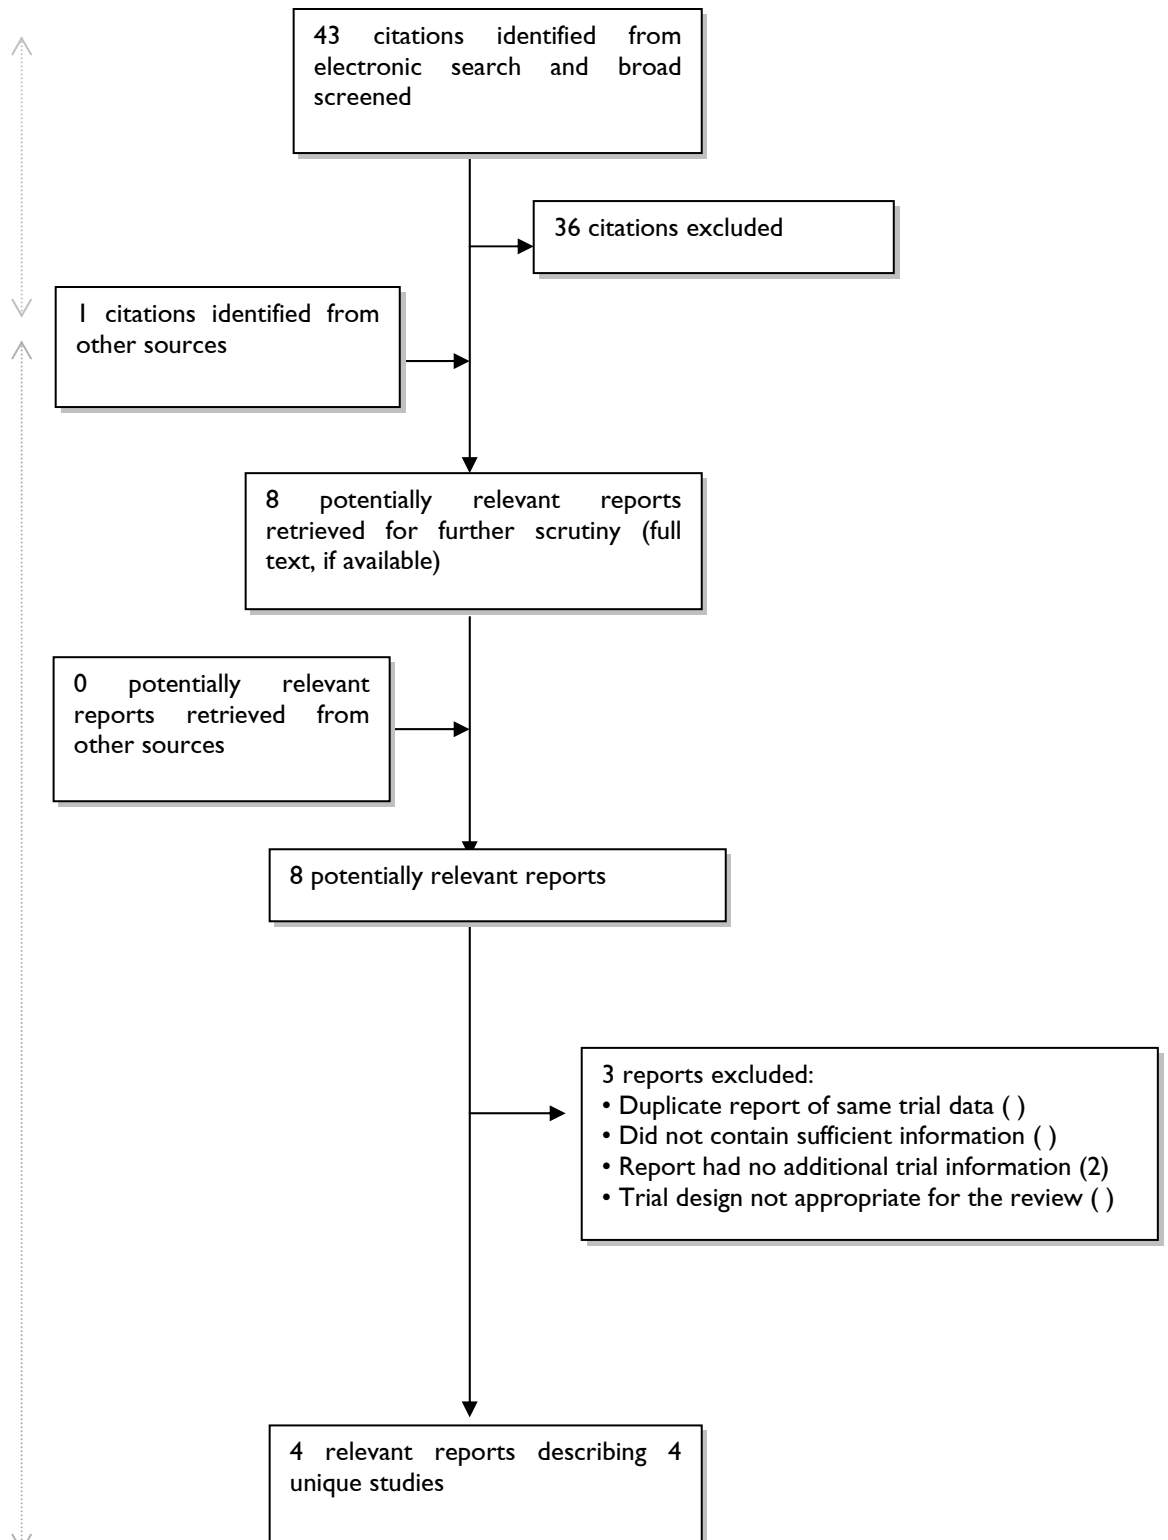 43 citations identified from
electronic search and broad
screened
36 citations excluded
1 citations identified from
other sources
8 potentially relevant reports
retrieved for further scrutiny (full
text, if available)
0 potentially relevant
reports retrieved from
other sources
8 potentially relevant reports
3 reports excluded:
• Duplicate report of same trial data ( )
• Did not contain sufficient information ( )
• Report had no additional trial information (2)
• Trial design not appropriate for the review ( )
4 relevant reports describing 4
unique studies